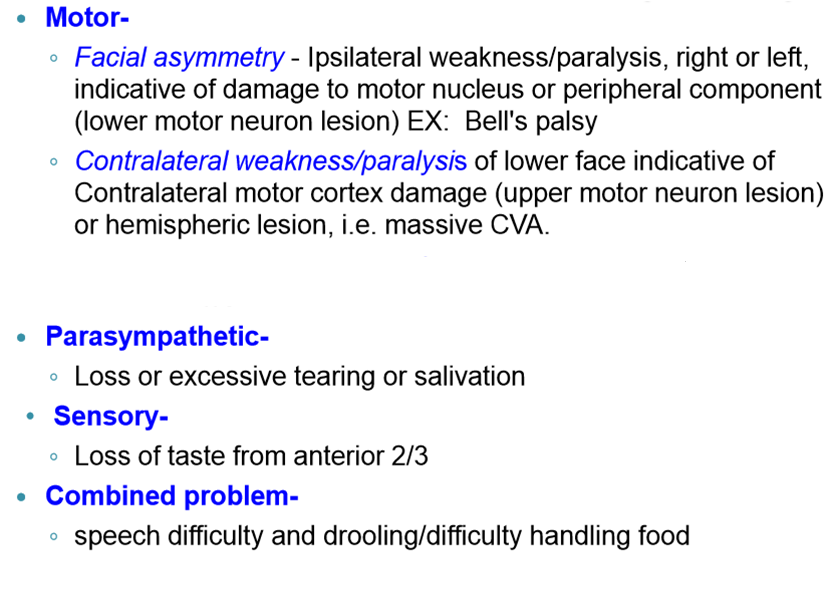 • Motor-
◦ Facial asymmetry - Ipsilateral weakness/paralysis, right or left,
indicative of damage to motor nucleus or peripheral component
(lower motor neuron lesion) EX: Bell's palsy
◦ Contralateral weakness/paralysis of lower face indicative of
Contralateral motor cortex damage (upper motor neuron lesion)
or hemispheric lesion, i.e. massive CVA.
• Parasympathetic-
◦ Loss or excessive tearing or salivation
• Sensory-
◦ Loss of taste from anterior 2/3
• Combined problem-
◦ speech difficulty and drooling/difficulty handling food